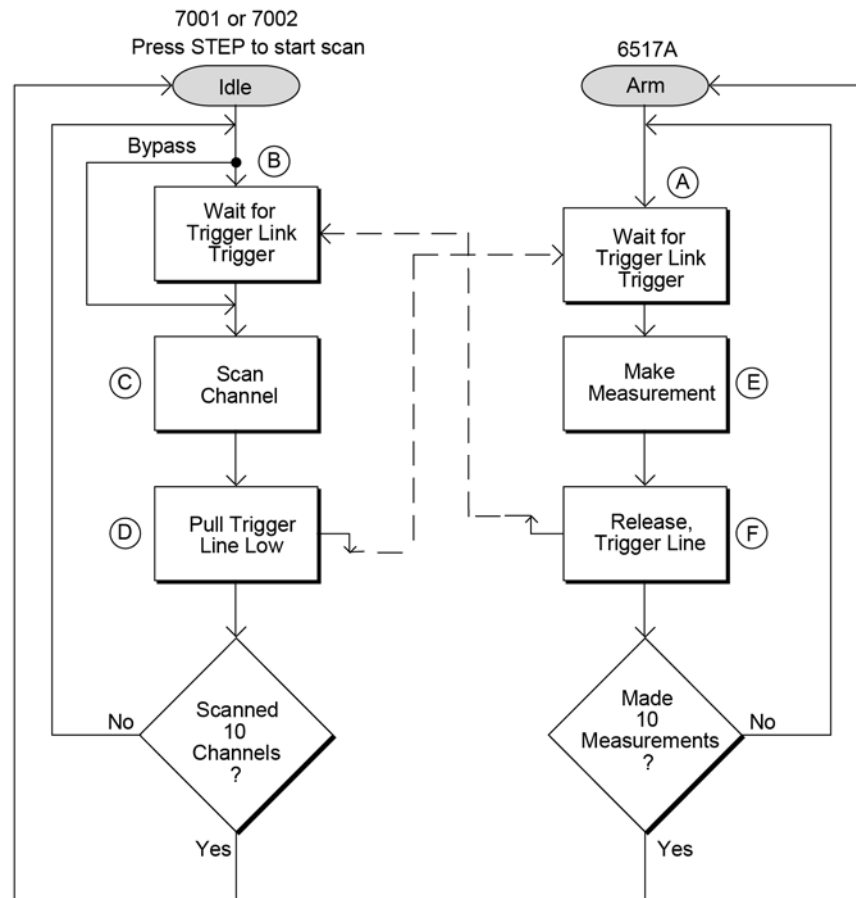 7001 or 7002
Press STEP to start scan
Idle
Bypass
B
Wait for
Trigger Link
Trigger
C
Scan
Channel
D
Pull Trigger
Line Low
No
Scanned
10
Channels
?
Yes
6517A
Arm
A
Wait for
Trigger Link
Trigger
Make
Measurement
E
Release,
Trigger Line
F
Made
10
Measurements
?
No
Yes